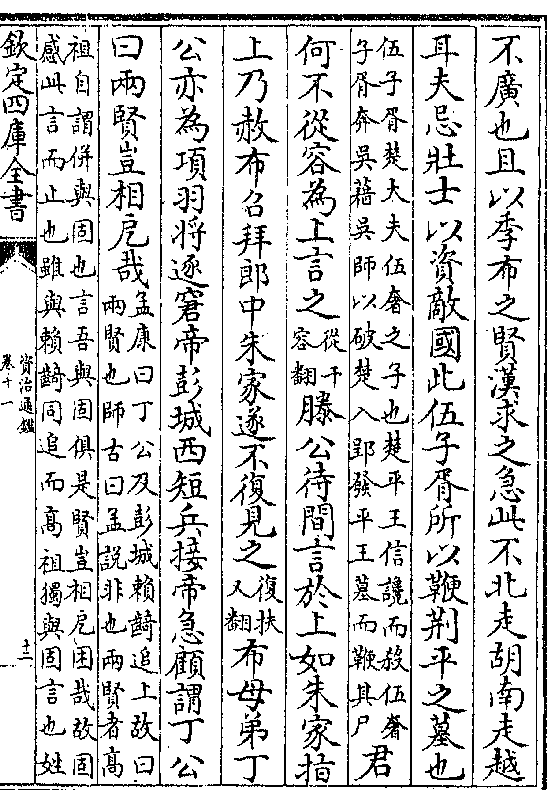 不廣也且以季布之賢漢求之急此不北走胡南走越
耳夫忌壯士以資敵國此伍子胥所以鞭荆平之墓也
伍子胥楚大夫伍奢之子也楚平王信讒而殺伍奢
子胥奔吳藉吳師以破楚入郢發平王墓而鞭其尸
君
何不從容為上言之
從千
容翻
滕公待間言於上如朱家指
上乃赦布召拜郎中朱家遂不復見之
復扶
又翻
布母弟丁
公亦為項羽将逐窘帝彭城西短兵接帝急顧謂丁公
曰兩賢豈相戹哉
孟康曰丁公及彭城賴齮追上故曰
兩賢也師古曰孟說非也兩賢者高
祖自謂併與固也言吾與固俱是賢豈相戹困哉故固
感此言而止也雖與賴齮同追而高祖獨與固言也姓
欽定四庫全書
資治通鑑
卷十一
十二